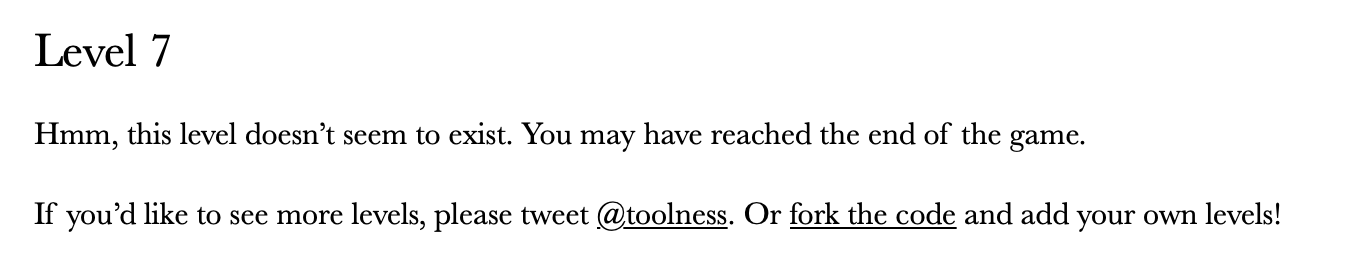 Level 7
Hmm, this level doesn’t seem to exist. You may have reached the end of the game.
If you’d like to see more levels, please tweet @toolness. Or fork the code and add your own levels!